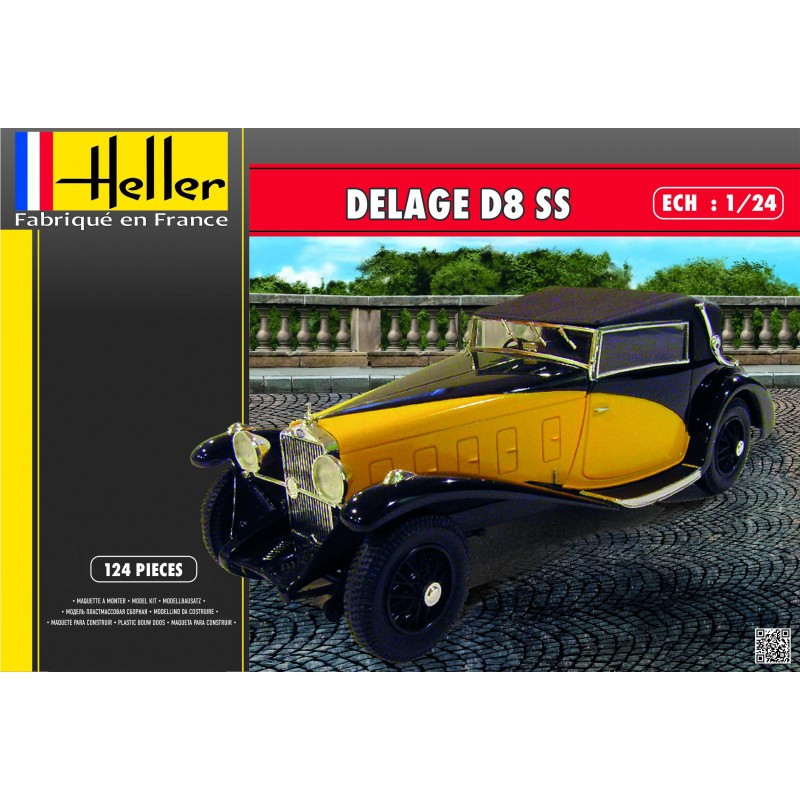 Heller
Fabriqué en France
DELAGE D8 SS
ECH : 1/24
124 PIECES
• MAQUETTE A MONTER • MODEL KIT • MODELLBAUSATZ •
• МОДЕЛЬ ПЛАСТМАССОВАЯ СБОРНАЯ • MODELLINO DA COSTRUIRE •
• MAQUETE PARA CONSTRUIR • PLASTIC BOUW DOOS • MAQUETA PARA CONSTRUIR •